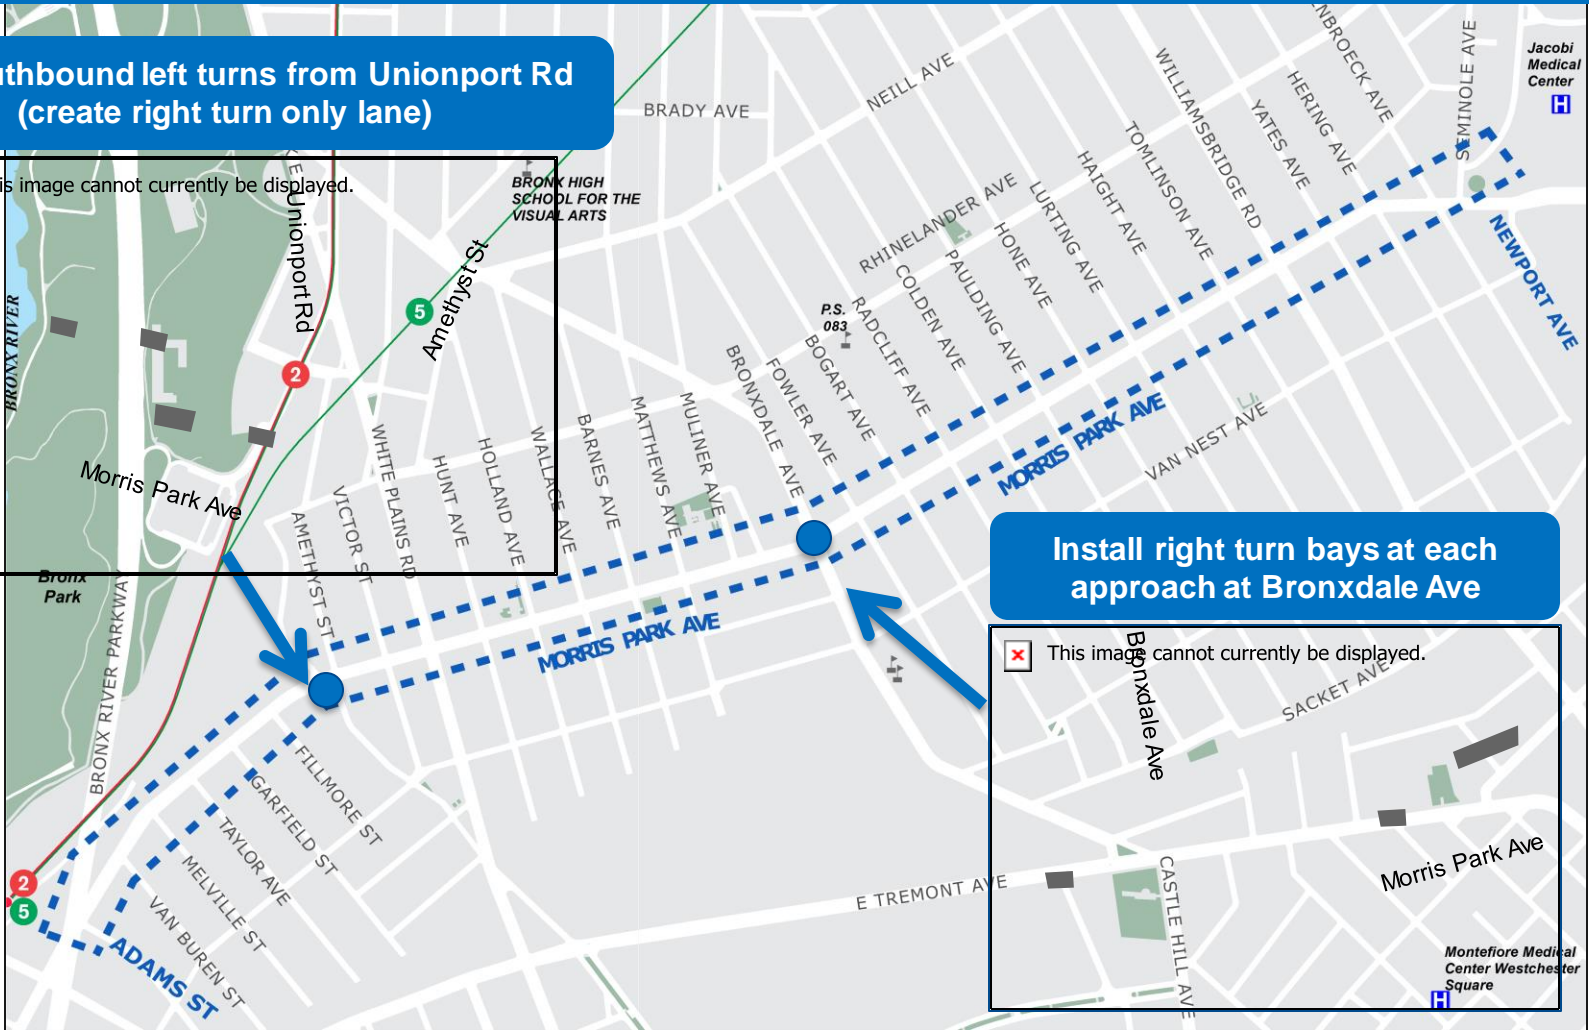 uthbound left turns from Unionport Rd
(create right turn only lane)
is image cannot currently be displayed.
Unionport Rd
Amethyst St
Morris Park Ave
BRONX RIVER
BRONX HIGH
SCHOOL FOR THE
VISUAL ARTS
BRADY AVE
NEILL AVE
RHINELANDER AVE
P.S.
083
WILLIAMSBRIDGE RD
YATES AVE
HERING AVE
ENBROECK AVE
SEMINOLE AVE
Jacobi
Medical
Center
H
TOMLINSON AVE
HAIGHT AVE
LURTING AVE
HONE AVE
PAULDING AVE
COLDEN AVE
RADCLIFF AVE
BOGART AVE
FOWLER AVE
BRONXDALE AVE
MULINER AVE
MATTHEWS AVE
BARNES AVE
WALLACE AVE
HOLLAND AVE
HUNT AVE
WHITE PLAINS RD
VICTOR ST
AMETHYST ST
5
2
NEWPORT AVE
MORRIS PARK AVE
VAN NEST AVE
MORRIS PARK AVE
Bronx
Park
BRONX RIVER PARKWAY
Install right turn bays at each
approach at Bronxdale Ave
This image cannot currently be displayed.
Bronxdale Ave
SACKET AVE
Morris Park Ave
E TREMONT AVE
CASTLE HILL AVE
Montefiore Medical
Center Westchester
Square
H
FILLMORE ST
GARFIELD ST
TAYLOR AVE
MELVILLE ST
VAN BUREN ST
ADAMS ST
2
5